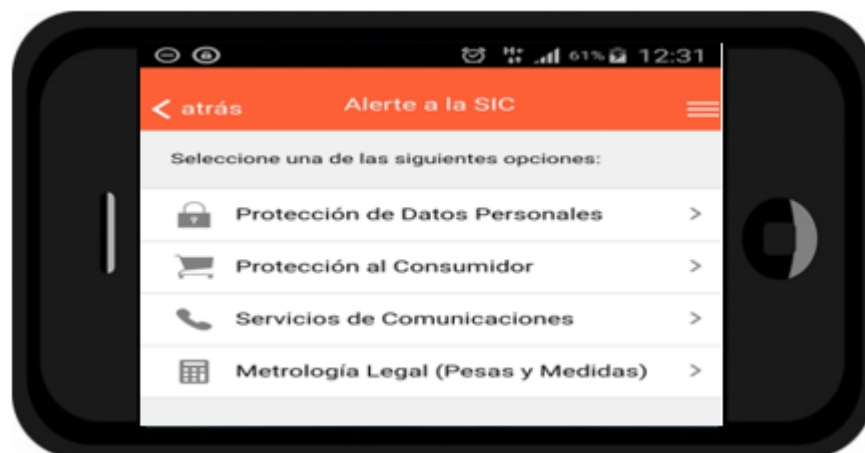 61% 12:31
atrás Alerte a la SIC
Seleccione una de las siguientes opciones:
Protección de Datos Personales >
Protección al Consumidor >
Servicios de Comunicaciones >
Metrología Legal (Pesas y Medidas) >